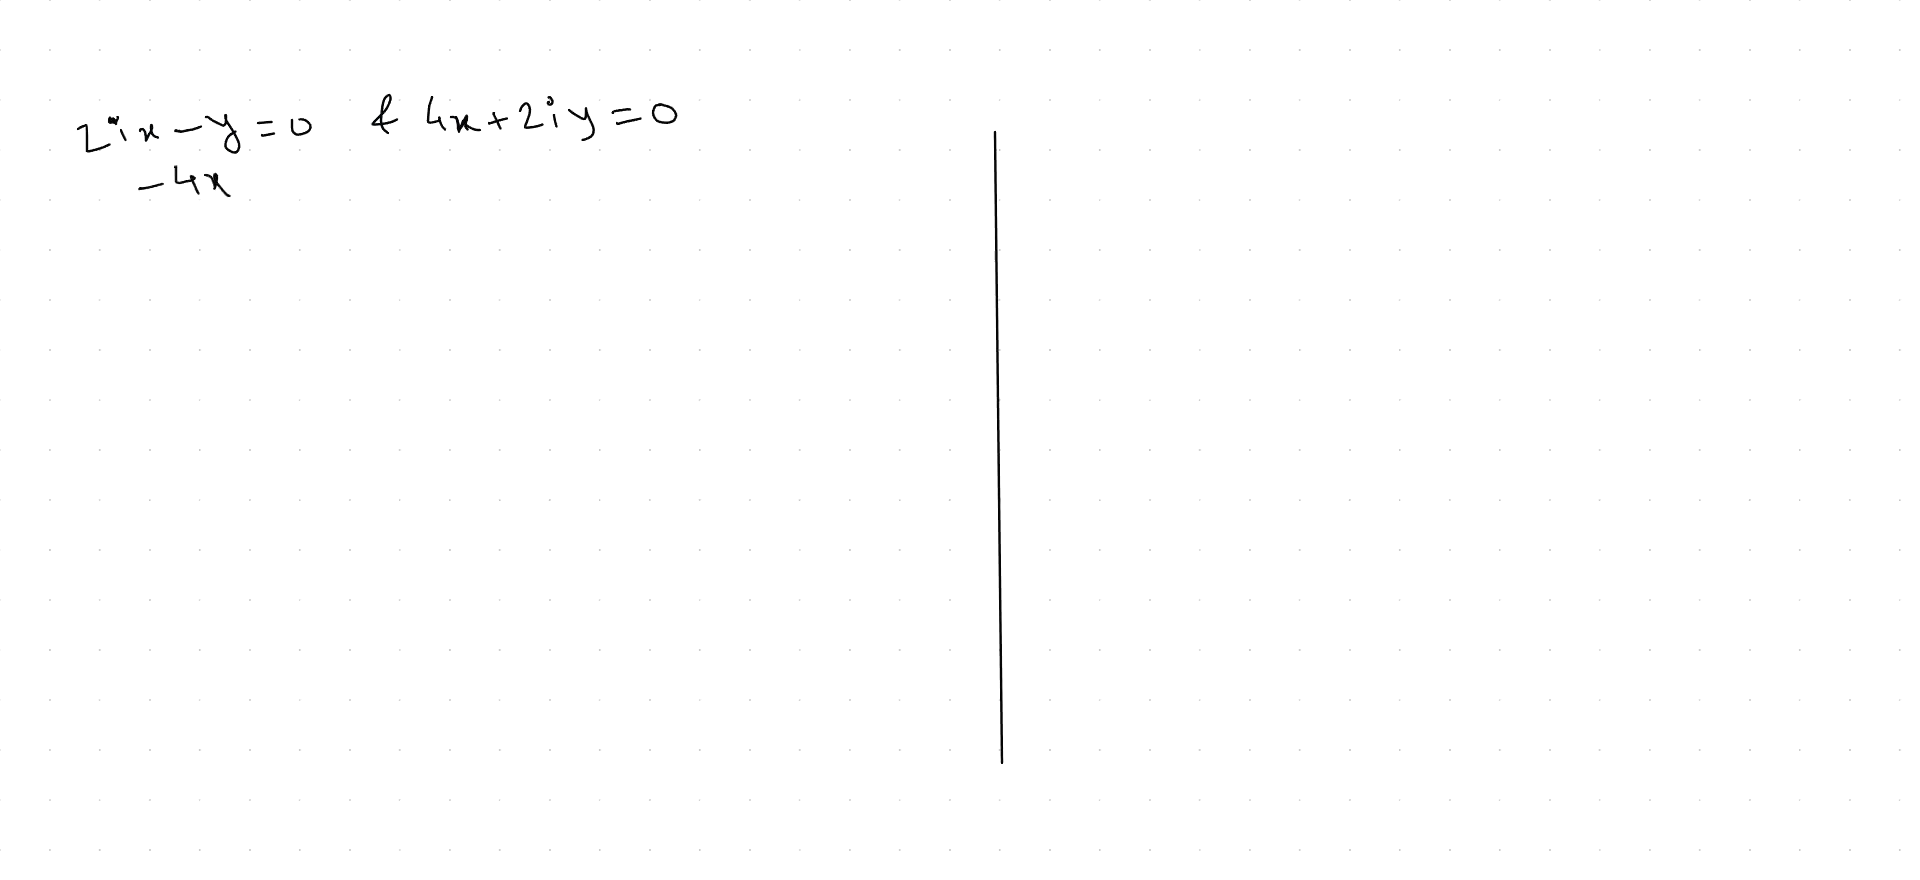 2ix - y = 0 & 4x + 2iy = 0
- 4x